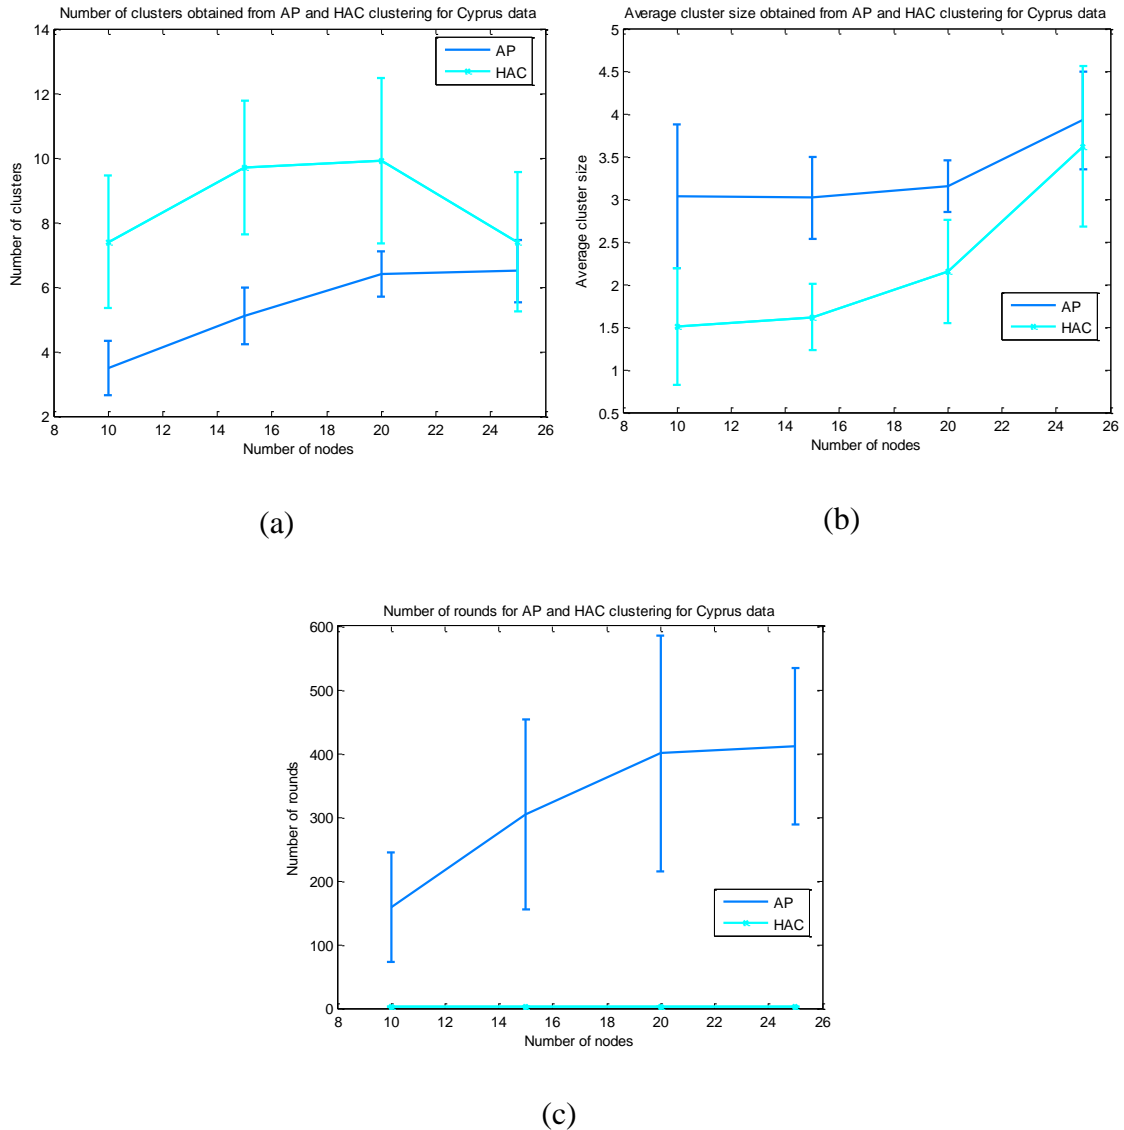 Number of clusters obtained from AP and HAC clustering for Cyprus data
14
12
10
8
6
4
2
Number of clusters
8 10 12 14 16 18 20 22 24 26
Number of nodes
AP
HAC
(a)
Average cluster size obtained from AP and HAC clustering for Cyprus data
5
4.5
4
3.5
3
2.5
2
1.5
1
0.5
Average cluster size
8 10 12 14 16 18 20 22 24 26
Number of nodes
AP
HAC
(b)
Number of rounds for AP and HAC clustering for Cyprus data
600
500
400
300
200
100
0
Number of rounds
8 10 12 14 16 18 20 22 24 26
Number of nodes
AP
HAC
(c)